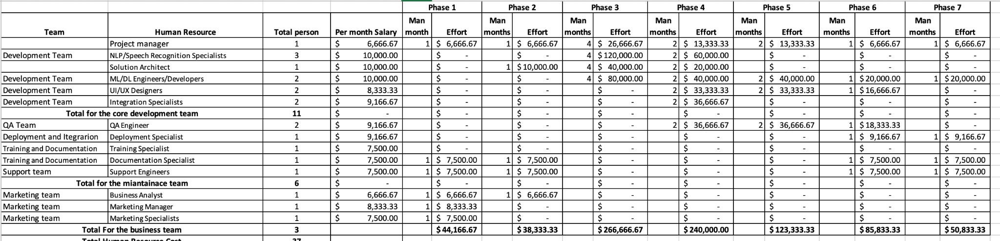 Phase 1 Phase 2 Phase 3 Phase 4 Phase 5 Phase 6 Phase 7
Man Man Man Man Man Man Man
Team Human Resource Total person Per month Salary month Effort months Effort months Effort months Effort months Effort months Effort months Effort
Project manager 1 $ 6,666.67 1 $ 6,666.67 1 $ 6,666.67 4 $ 26,666.67 2 $ 13,333.33 2 $ 13,333.33 1 $ 6,666.67 1 $ 6,666.67
Development Team NLP/Speech Recognition Specialists 3 $ 10,000.00 $ - $ - 4 $ 120,000.00 2 $ 60,000.00 $ - $ - $ -
Solution Architect 1 $ 10,000.00 $ - 1 $ 10,000.00 4 $ 40,000.00 2 $ 20,000.00 $ - $ - $ -
Development Team ML/DL Engineers/Developers 2 $ 10,000.00 $ - $ - 4 $ 80,000.00 2 $ 40,000.00 2 $ 40,000.00 1 $ 20,000.00 1 $ 20,000.00
Development Team UI/UX Designers 2 $ 8,333.33 $ - $ - $ - 2 $ 33,333.33 2 $ 33,333.33 1 $ 16,666.67 $ -
Development Team Integration Specialists 2 $ 9,166.67 $ - $ - $ - 2 $ 36,666.67 $ - $ - $ -
Total for the core development team 11 $ - $ - $ - $ - $ - $ - $ - $ -
QA Team QA Engineer 2 $ 9,166.67 $ - $ - $ - 2 $ 36,666.67 2 $ 36,666.67 1 $ 18,333.33 $ -
Deployment and Itegrarion Deployment Specialist 1 $ 9,166.67 $ - $ - $ - $ - $ - 1 $ 9,166.67 1 $ 9,166.67
Training and Documentation Training Specialist 1 $ 7,500.00 $ - $ - $ - $ - $ - $ - $ -
Training and Documentation Documentation Specialist 1 $ 7,500.00 1 $ 7,500.00 1 $ 7,500.00 $ - $ - $ - 1 $ 7,500.00 1 $ 7,500.00
Support team Support Engineers 1 $ 7,500.00 1 $ 7,500.00 1 $ 7,500.00 $ - $ - $ - 1 $ 7,500.00 1 $ 7,500.00
Total for the miantainace team 6 $ - $ - $ - $ - $ - $ - $ - $ -
Marketing team Business Analyst 1 $ 6,666.67 1 $ 6,666.67 1 $ 6,666.67 $ - $ - $ - $ - $ -
Marketing team Marketing Manager 1 $ 8,333.33 1 $ 8,333.33 $ - $ - $ - $ - $ - $ -
Marketing team Marketing Specialists 1 $ 7,500.00 1 $ 7,500.00 $ - $ - $ - $ - $ - $ -
Total For the business team 3 $ 44,166.67 $ 38,333.33 $ 266,666.67 $ 240,000.00 $ 123,333.33 $ 85,833.33 $ 50,833.33
Total Human Resource Cost